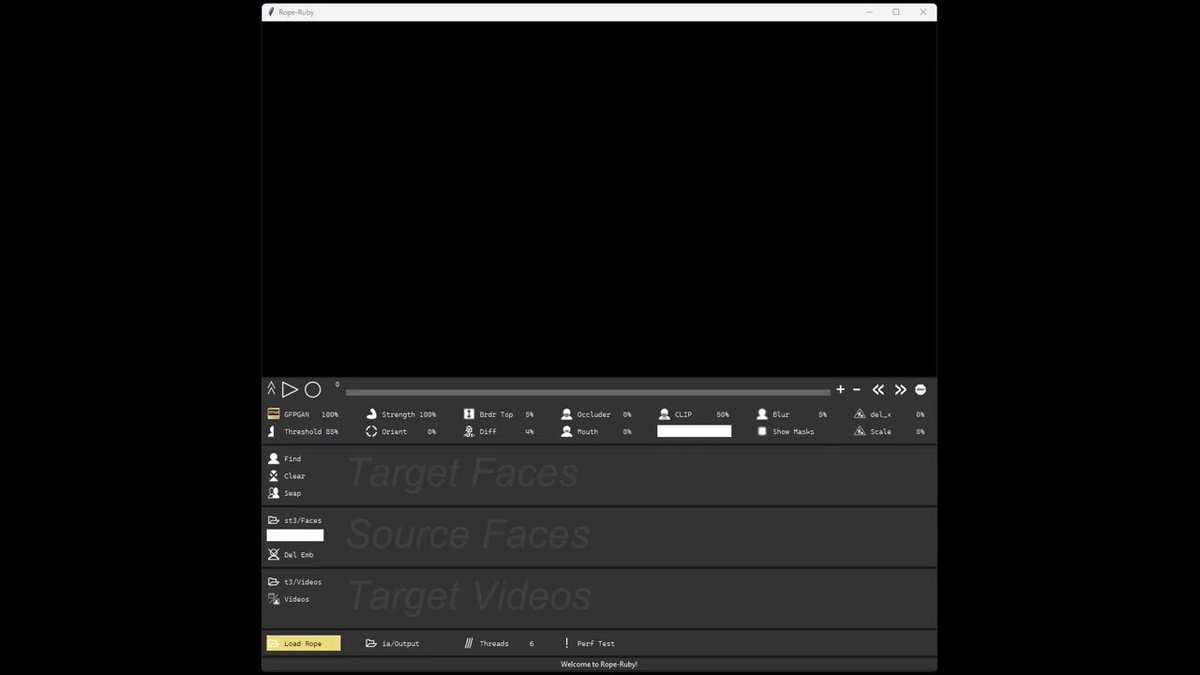 Rope-Ruby
0
GFPGAN 100% Strength 100% Brdr Top 5% Occluder 0% CLIP 50% Blur 5% del_x 0%
Threshold 85% Orient 0% Diff 4% Mouth 0% Show Masks Scale 0%
Find
Clear
Swap
Target Faces
st3/Faces
Del Emb
Source Faces
t3/Videos
Videos
Target Videos
Load Rope ia/Output Threads 6 Perf Test
Welcome to Rope-Ruby!